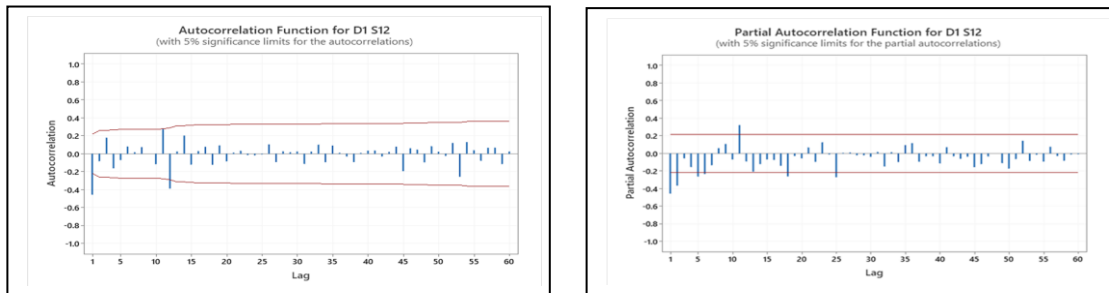 Autocorrelation Function for D1 S12
(with 5% significance limits for the autocorrelations)
1.0
0.8
0.6
0.4
0.2
0.0
-0.2
-0.4
-0.6
-0.8
-1.0
Autocorrelation
1 5 10 15 20 25 30 35 40 45 50 55 60
Lag
Partial Autocorrelation Function for D1 S12
(with 5% significance limits for the partial autocorrelations)
1.0
0.8
0.6
0.4
0.2
0.0
-0.2
-0.4
-0.6
-0.8
-1.0
Partial Autocorrelation
1 5 10 15 20 25 30 35 40 45 50 55 60
Lag